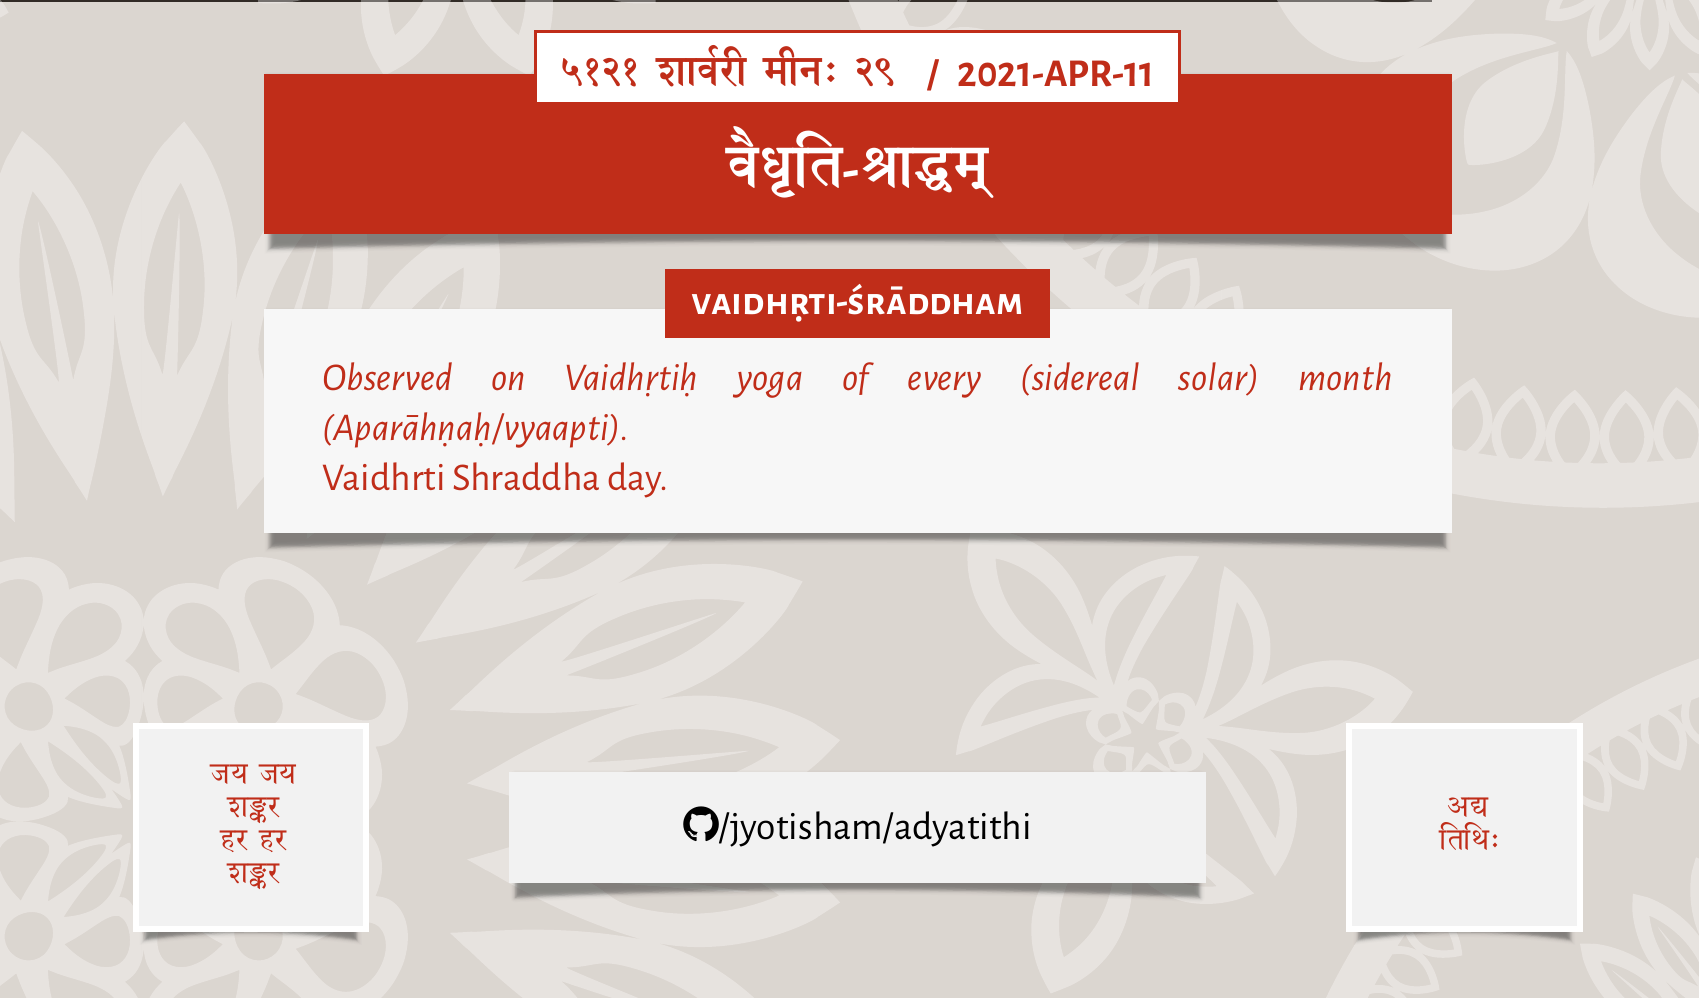 ५१२१ शार्वरी मीनः २९ / 2021-APR-11
वैधृति-श्राद्धम्
VAIDHṚTI-ŚRĀDDHAM
Observed on Vaidhṛtiḥ yoga of every (sidereal solar) month
(Aparāhṇaḥ/vyaapti).
Vaidhrti Shraddha day.
जय जय
शङ्कर
हर हर
शङ्कर
/jyotisham/adyatithi
अद्य
तिथिः